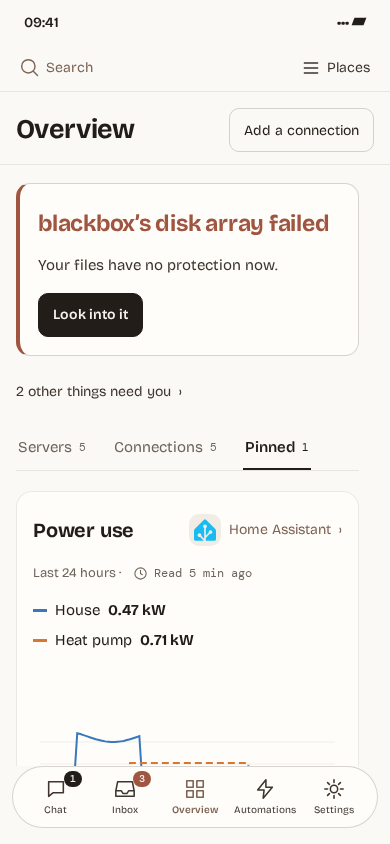 09:41
Search
Places
Overview
Add a connection
blackbox's disk array failed
Your files have no protection now.
Look into it
2 other things need you ›
Servers 5
Connections 5
Pinned 1
Power use
Home Assistant ›
Last 24 hours ·
Read 5 min ago
House 0.47 kW
Heat pump 0.71 kW
1
3
Chat
Inbox
Overview
Automations
Settings